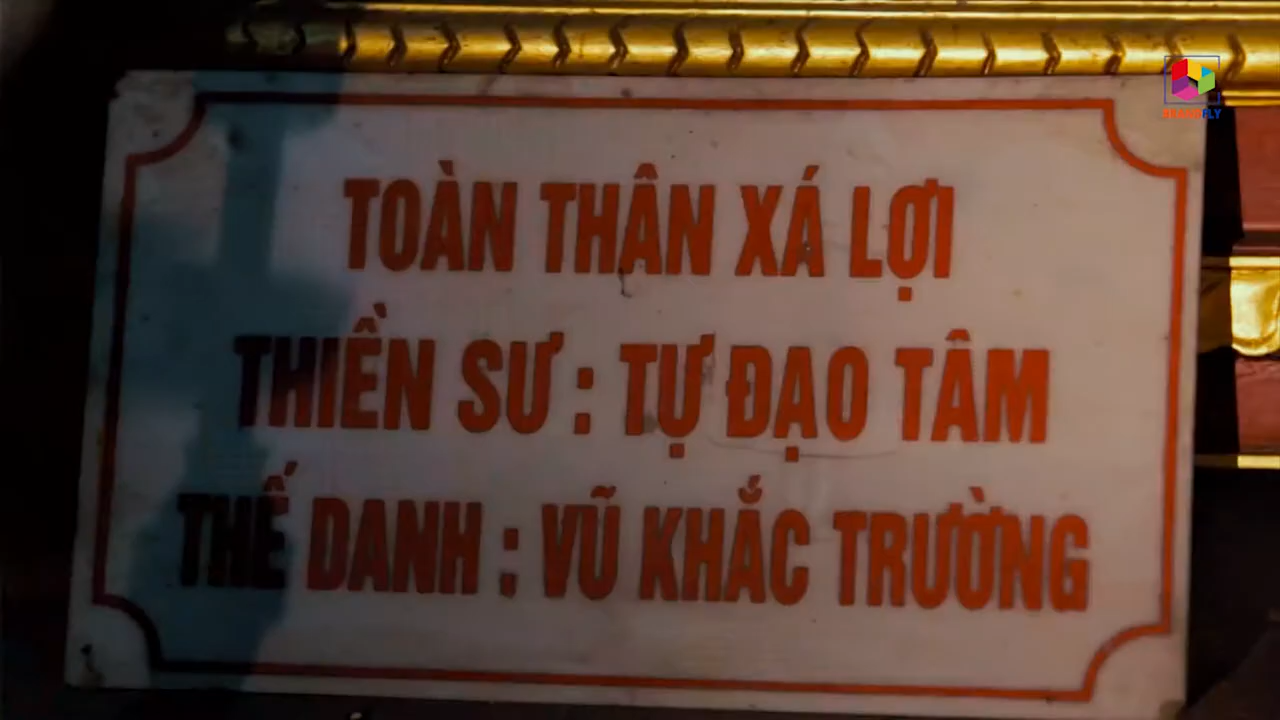 TOÀN THÂN XÁ LỢI
THIỀN SƯ : TỰ ĐẠO TÂM
THẾ DANH : VŨ KHẮC TRƯỜNG